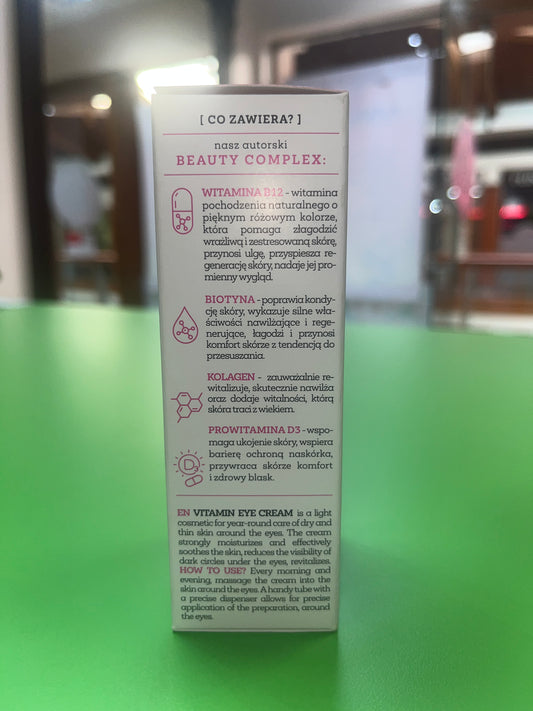 [ CO ZAWIERA? ]
nasz autorski
BEAUTY COMPLEX:
WITAMINA B12 - witamina
pochodzenia naturalnego o
pięknym różowym kolorze,
która pomaga złagodzić
wrażliwą i zestresowaną skórę,
przynosi ulgę, przyspiesza re-
generację skóry, nadaje jej pro-
mienny wygląd.
BIOTYNA - poprawia kondy-
cję skóry, wykazuje silne wła-
ściwości nawilżające i rege-
nerujące, łagodzi i przynosi
komfort skórze z tendencją do
przesuszania.
KOLAGEN - zauważalnie re-
witalizuje, skutecznie nawilża
oraz dodaje witalności, którą
skóra traci z wiekiem.
PROWITAMINA D3 - wspo-
maga ukojenie skóry, wspiera
barierę ochronną naskórka,
przywraca skórze komfort
i zdrowy blask.
D3
EN VITAMIN EYE CREAM is a light
cosmetic for year-round care of dry and
thin skin around the eyes. The cream
strongly moisturizes and effectively
soothes the skin, reduces the visibility of
dark circles under the eyes, revitalizes.
HOW TO USE? Every morning and
evening, massage the cream into the
skin around the eyes. A handy tube with
a precise dispenser allows for precise
application of the preparation, around
the eyes.